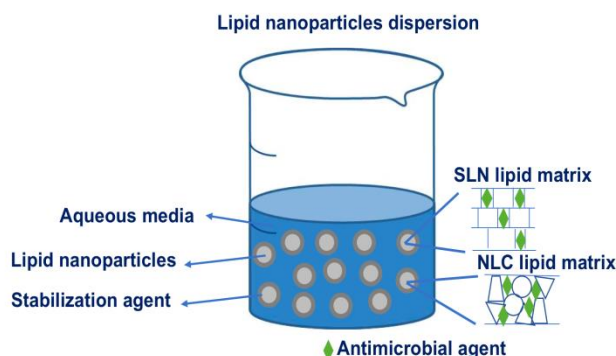 Lipid nanoparticles dispersion
SLN lipid matrix
Aqueous media
Lipid nanoparticles
NLC lipid matrix
Stabilization agent
Antimicrobial agent